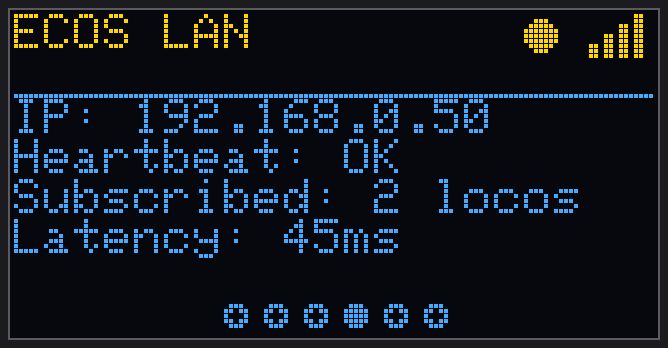 ECOS LAN
IP: 192.168.0.50
Heartbeat: OK
Subscribed: 2 locos
Latency: 45ms